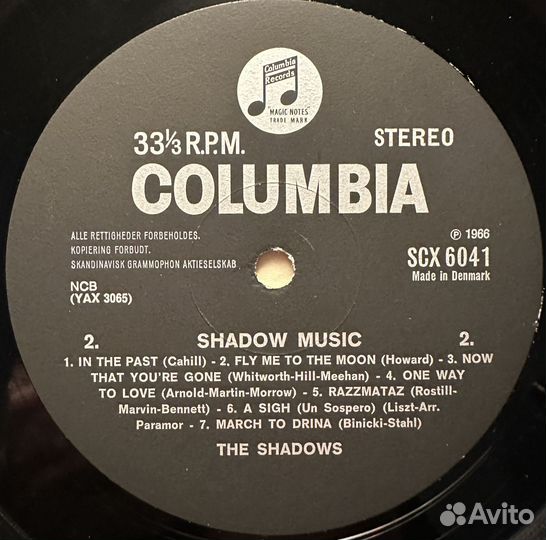 Columbia
Records
"MAGIC NOTES"
TRADE MARK
33⅓ R.P.M.
STEREO
COLUMBIA
ALLE RETTIGHEDER FORBEHOLDES.
KOPIERING FORBUDT.
SKANDINAVISK GRAMMOPHON AKTIESELSKAB
NCB
(YAX 3065)
℗ 1966
SCX 6041
Made in Denmark
2. SHADOW MUSIC 2.
1. IN THE PAST (Cahill) - 2. FLY ME TO THE MOON (Howard) - 3. NOW
THAT YOU'RE GONE (Whitworth-Hill-Meehan) - 4. ONE WAY
TO LOVE (Arnold-Martin-Morrow) - 5. RAZZMATAZ (Rostill-
Marvin-Bennett) - 6. A SIGH (Un Sospero) (Liszt-Arr.
Paramor - 7. MARCH TO DRINA (Binicki-Stahl)
THE SHADOWS
Avito